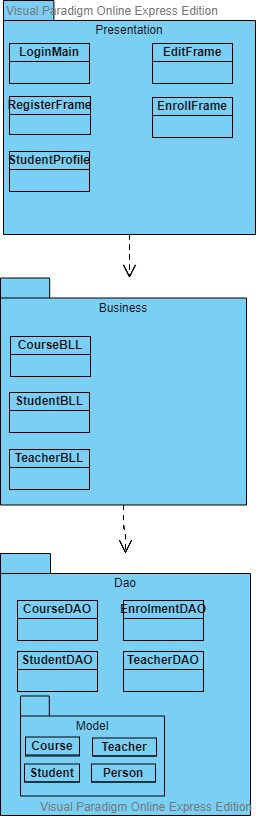 Visual Paradigm Online Express Edition
Presentation
LoginMain
EditFrame
RegisterFrame
EnrollFrame
StudentProfile
Business
CourseBLL
StudentBLL
TeacherBLL
Dao
CourseDAO
EnrolmentDAO
StudentDAO
TeacherDAO
Model
Course
Teacher
Student
Person
Visual Paradigm Online Express Edition